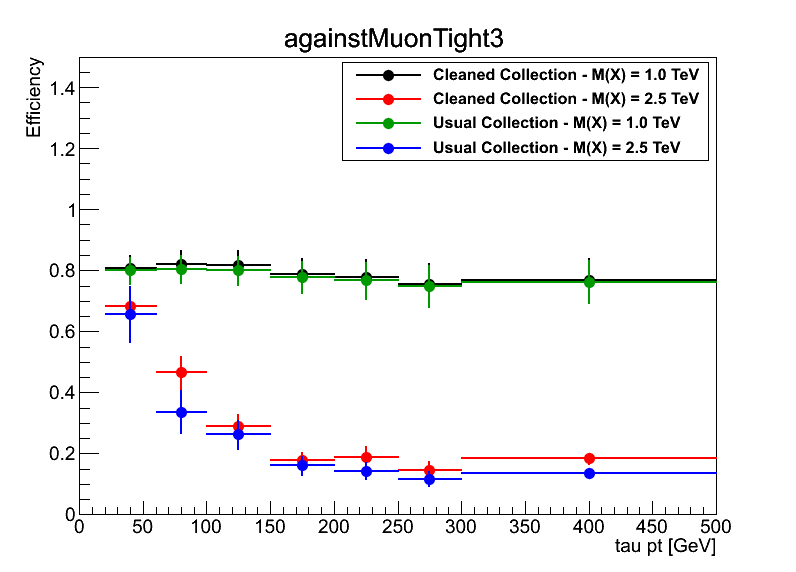 againstMuonTight3
Efficiency
Cleaned Collection - M(X) = 1.0 TeV
Cleaned Collection - M(X) = 2.5 TeV
Usual Collection - M(X) = 1.0 TeV
Usual Collection - M(X) = 2.5 TeV
1.4
1.2
1
0.8
0.6
0.4
0.2
0
0 50 100 150 200 250 300 350 400 450 500
tau pt [GeV]